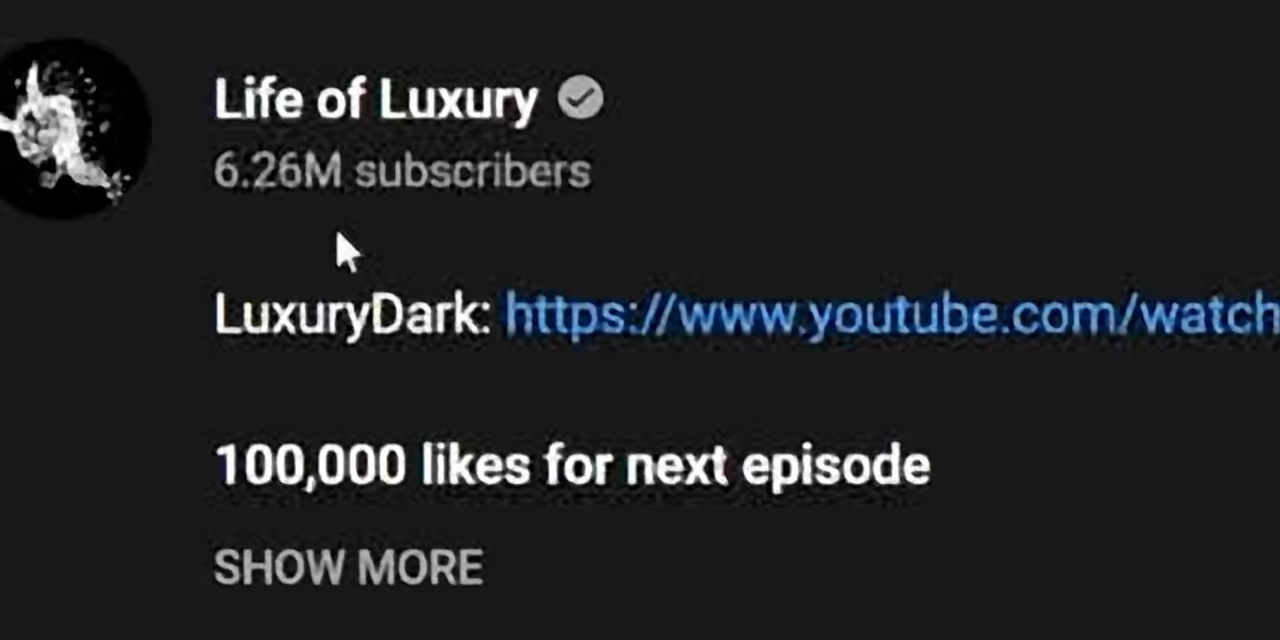 Life of Luxury
6.26M subscribers
LuxuryDark: https://www.youtube.com/watch
100,000 likes for next episode
SHOW MORE